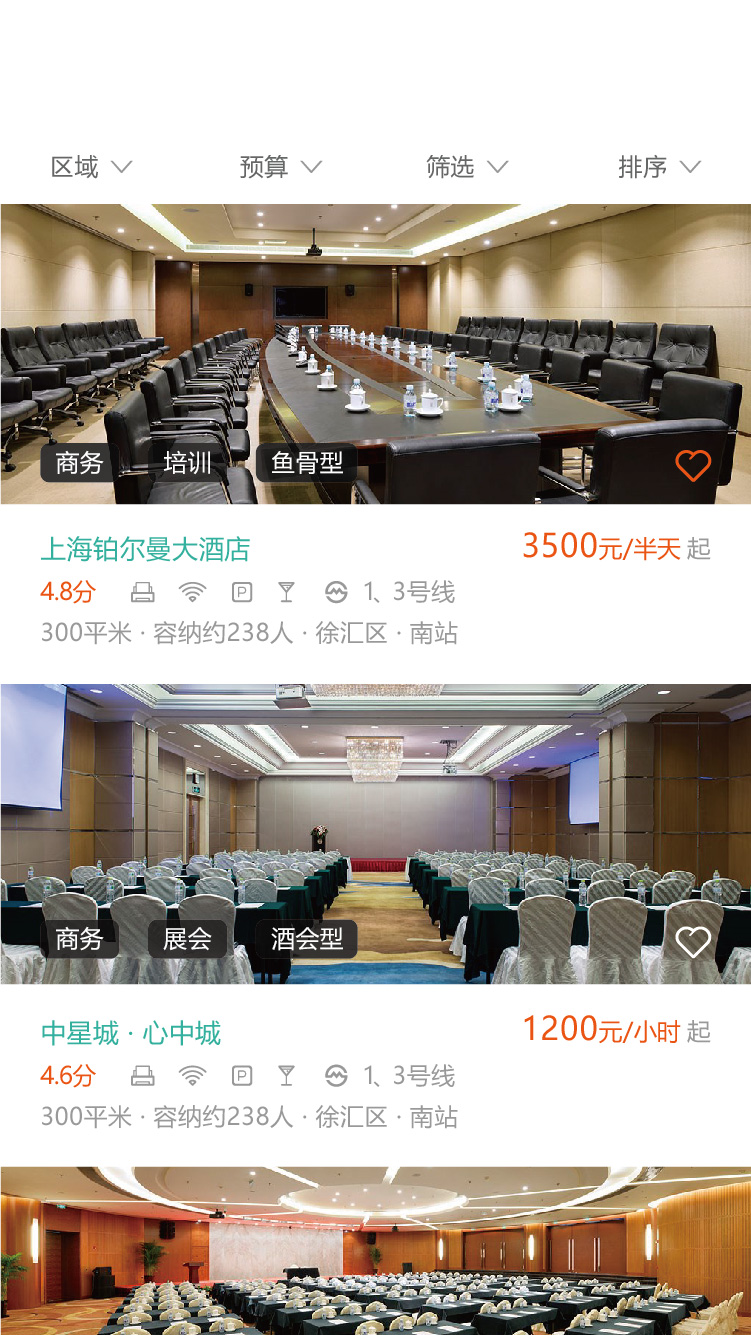 区域 预算 筛选 排序
商务 培训 鱼骨型
上海铂尔曼大酒店 3500元/半天 起
4.8分 P 1、3号线
300平米 · 容纳约238人 · 徐汇区 · 南站
商务 展会 酒会型
中星城 · 心中城 1200元/小时 起
4.6分 P 1、3号线
300平米 · 容纳约238人 · 徐汇区 · 南站